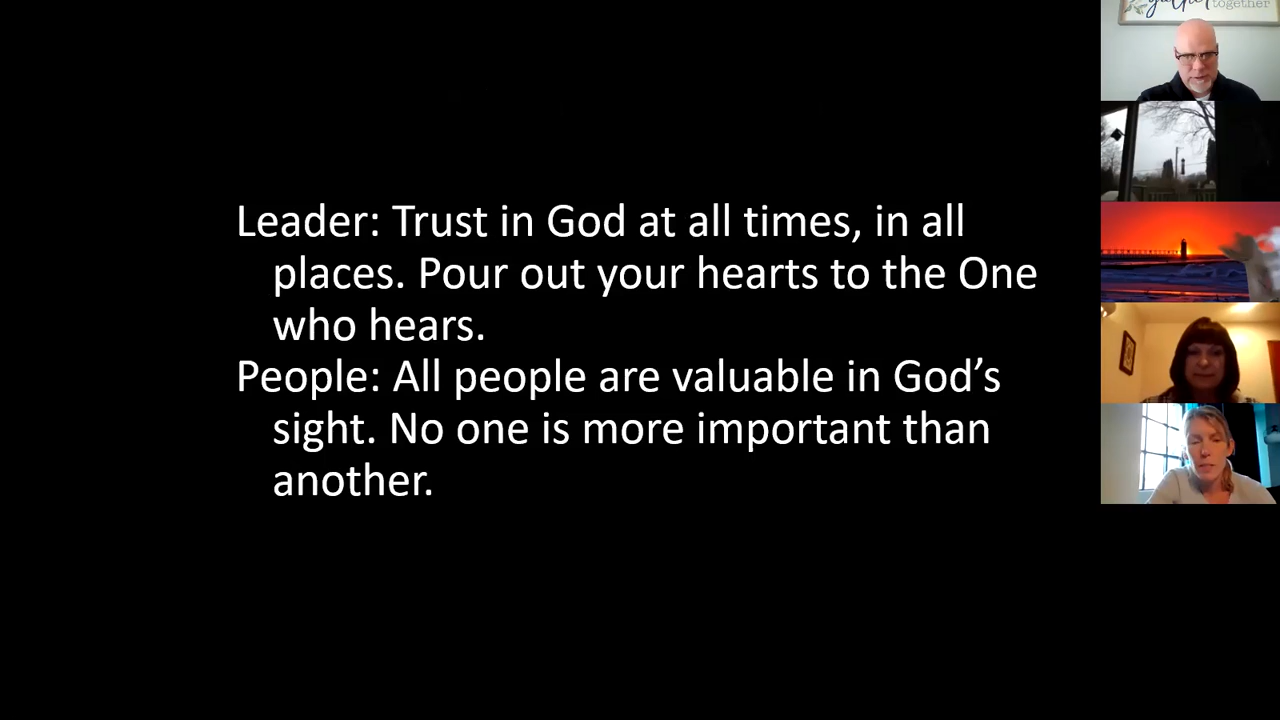 together
Leader: Trust in God at all times, in all
places. Pour out your hearts to the One
who hears.
People: All people are valuable in God’s
sight. No one is more important than
another.